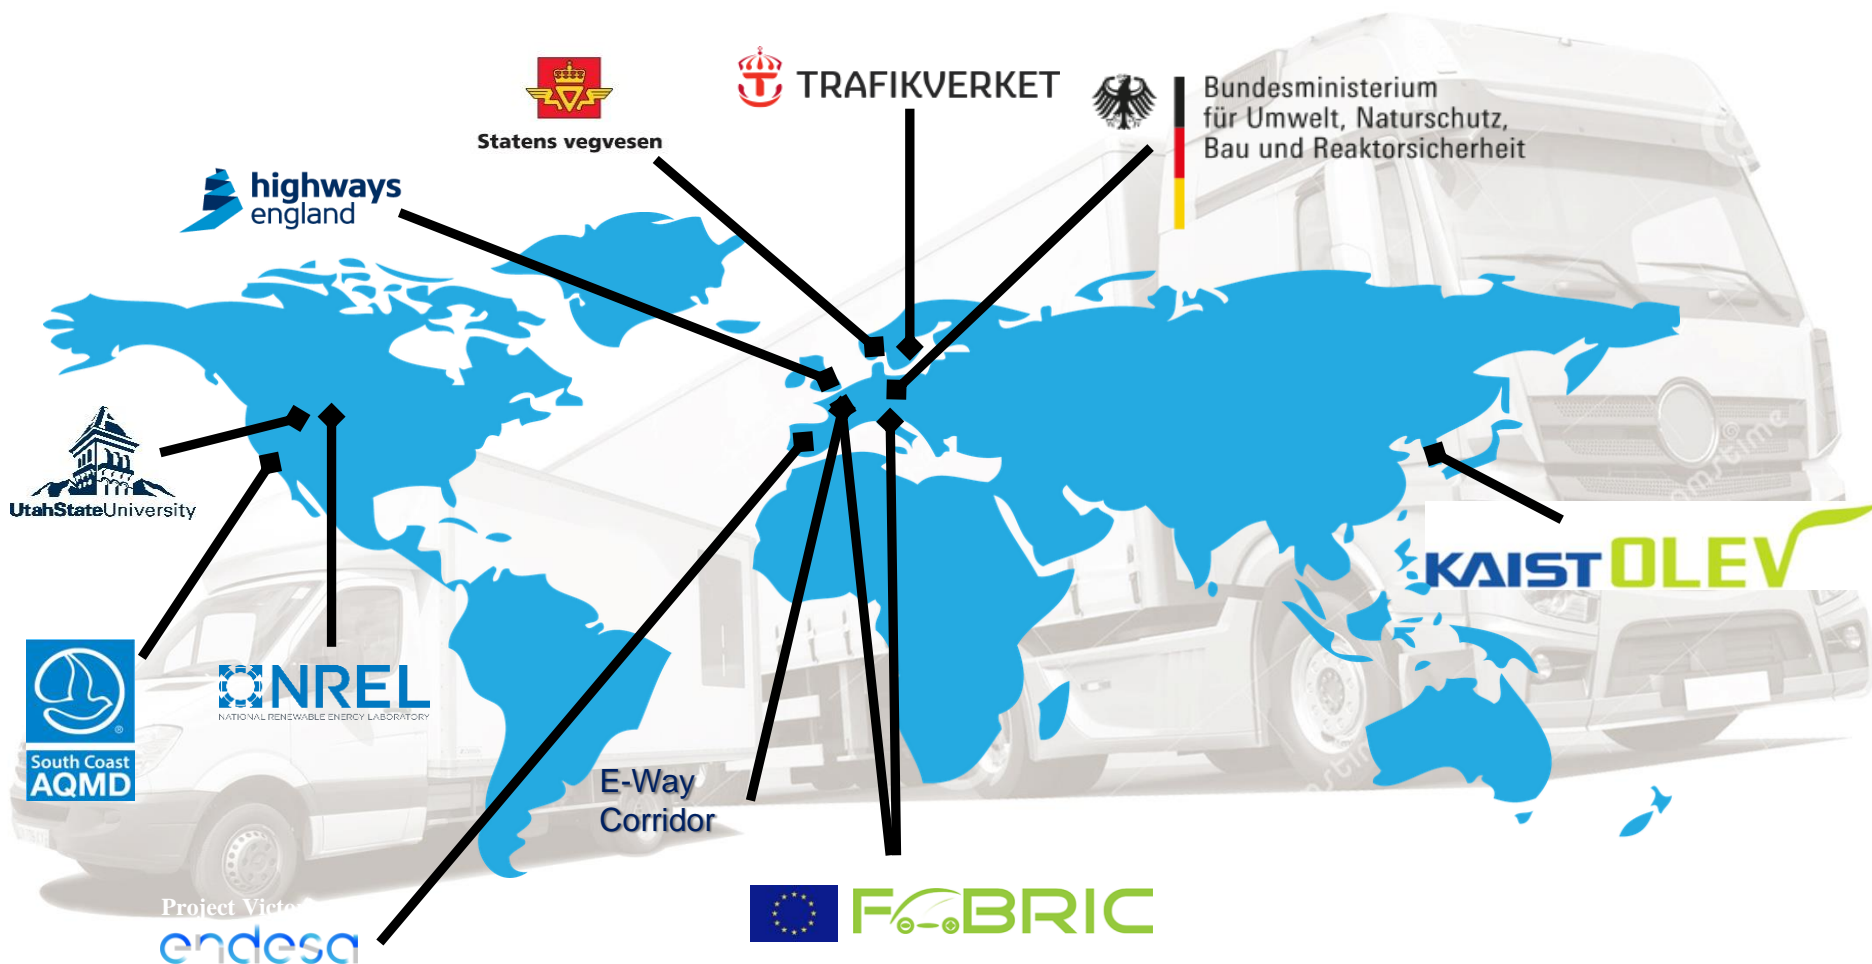 TRAFIKVERKET
Statens vegvesen
Bundesministerium
für Umwelt, Naturschutz,
Bau und Reaktorsicherheit
highways
england
UtahStateUniversity
KAIST OLEV
South Coast
AQMD
NREL
NATIONAL RENEWABLE ENERGY LABORATORY
E-Way
Corridor
Project
endesa
FABRIC